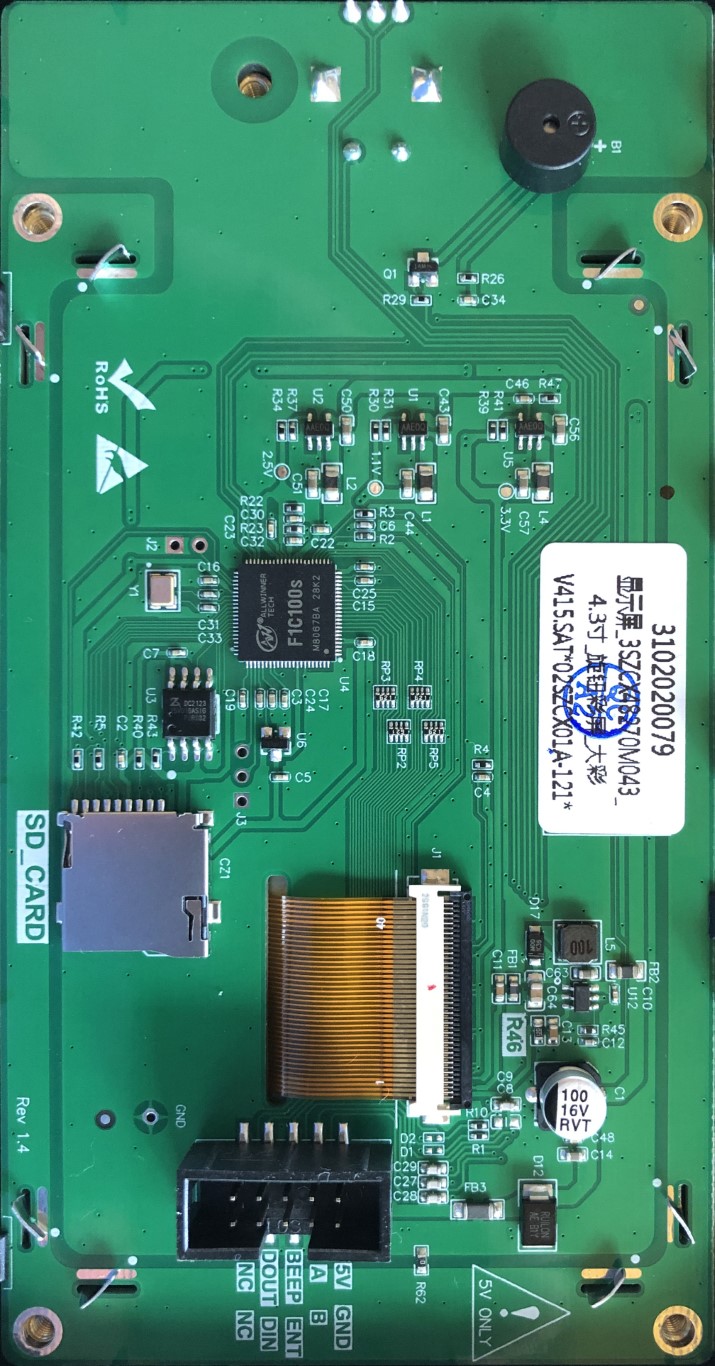 3102020079
显示屏_3SZCX48270M043_
4.3寸_旋钮彩屏_大彩
V415.SAT*02SZCX01A-121*
QC
A2
B1
+
FB2
C10
U12
L5
100
R45
C12
C1
100
16V
RVT
C48
C14
C13
C64
D17
FB1
C11
R46
C9
C8
R10
R1
D12
RUILON
FB3
5V ONLY
C56
R47
C46
L4
C57
U5
3.3V
R41
R39
R26
C34
R4
C4
J1
C43
L1
U1
C44
R31
R30
1.1V
R3
C6
R2
Q1
R29
RP5
RP4
RP2
RP3
D2
D1
C29
C27
C28
R62
40
1
C25
C15
C18
U4
C50
L2
U2
C51
C22
R37
R34
2.5V
R22
C30
R23
C32
C23
F1C100s
ALLWINNER
TECH
C17
C24
C3
U6
C5
C19
J3
5V GND
A B
BEEP ENT
DOUT DIN
NC NC
C16
C31
C33
J2
Y1
C7
U3
CZ1
GND
R43
R40
C2
R5
R42
RoHS
SD_CARD
Rev 1.4